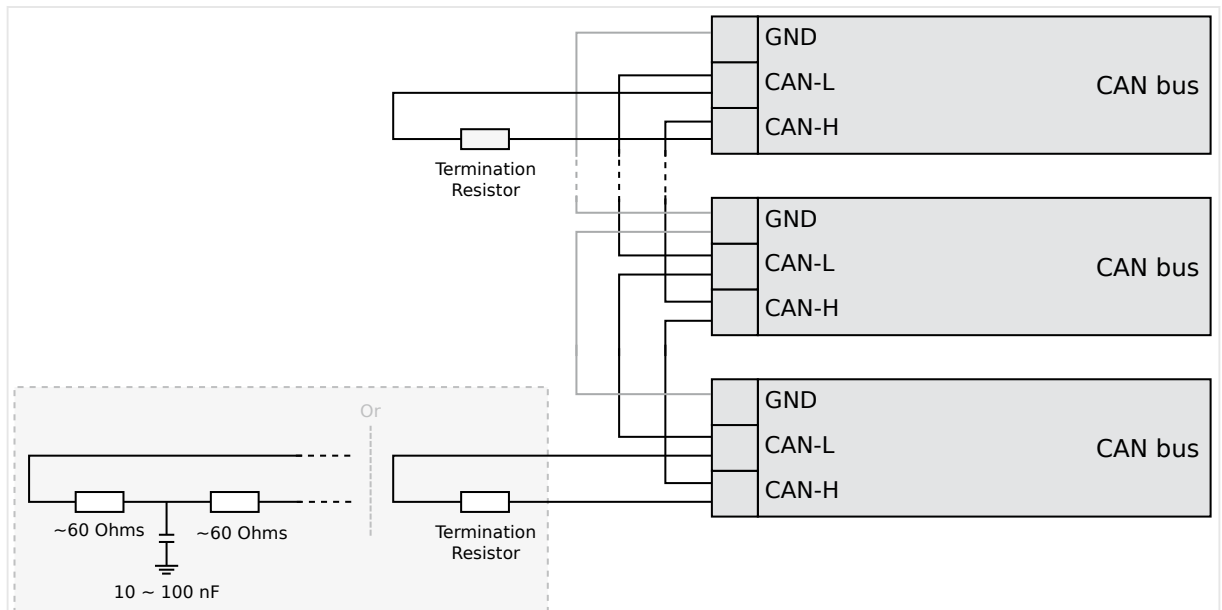 GND
CAN-L
CAN bus
CAN-H
Termination
Resistor
GND
CAN-L
CAN bus
CAN-H
GND
Or
CAN-L
CAN bus
CAN-H
~60 Ohms
~60 Ohms
Termination
Resistor
10 ~ 100 nF